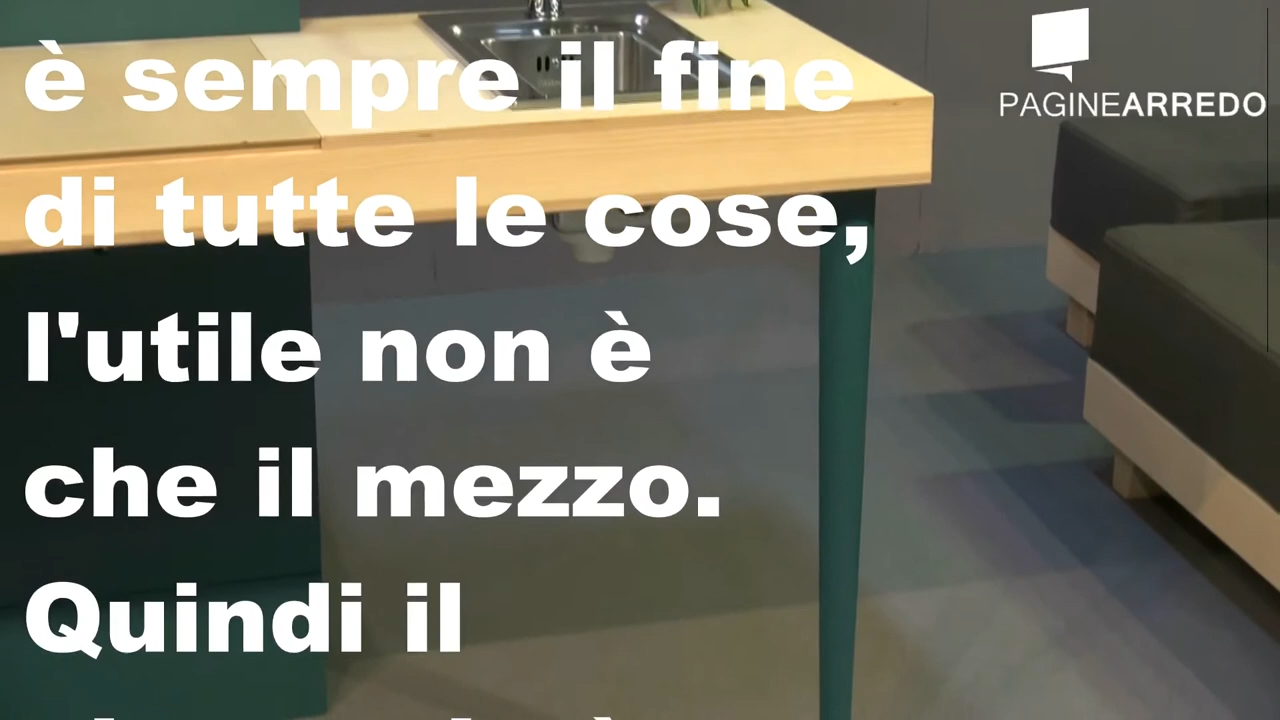 è sempre il fine
di tutte le cose,
l'utile non è
che il mezzo.
Quindi il
PAGINEARREDO